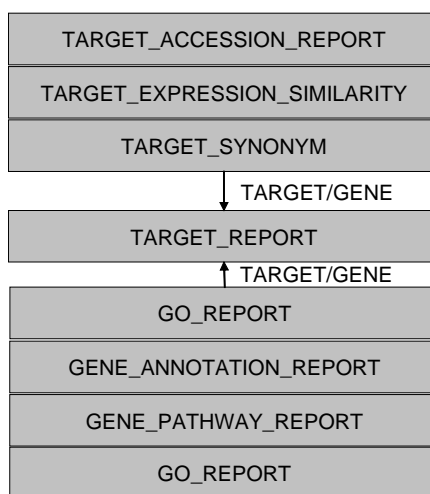 TARGET_ACCESSION_REPORT
TARGET_EXPRESSION_SIMILARITY
TARGET_SYNONYM
TARGET/GENE
TARGET_REPORT
TARGET/GENE
GO_REPORT
GENE_ANNOTATION_REPORT
GENE_PATHWAY_REPORT
GO_REPORT